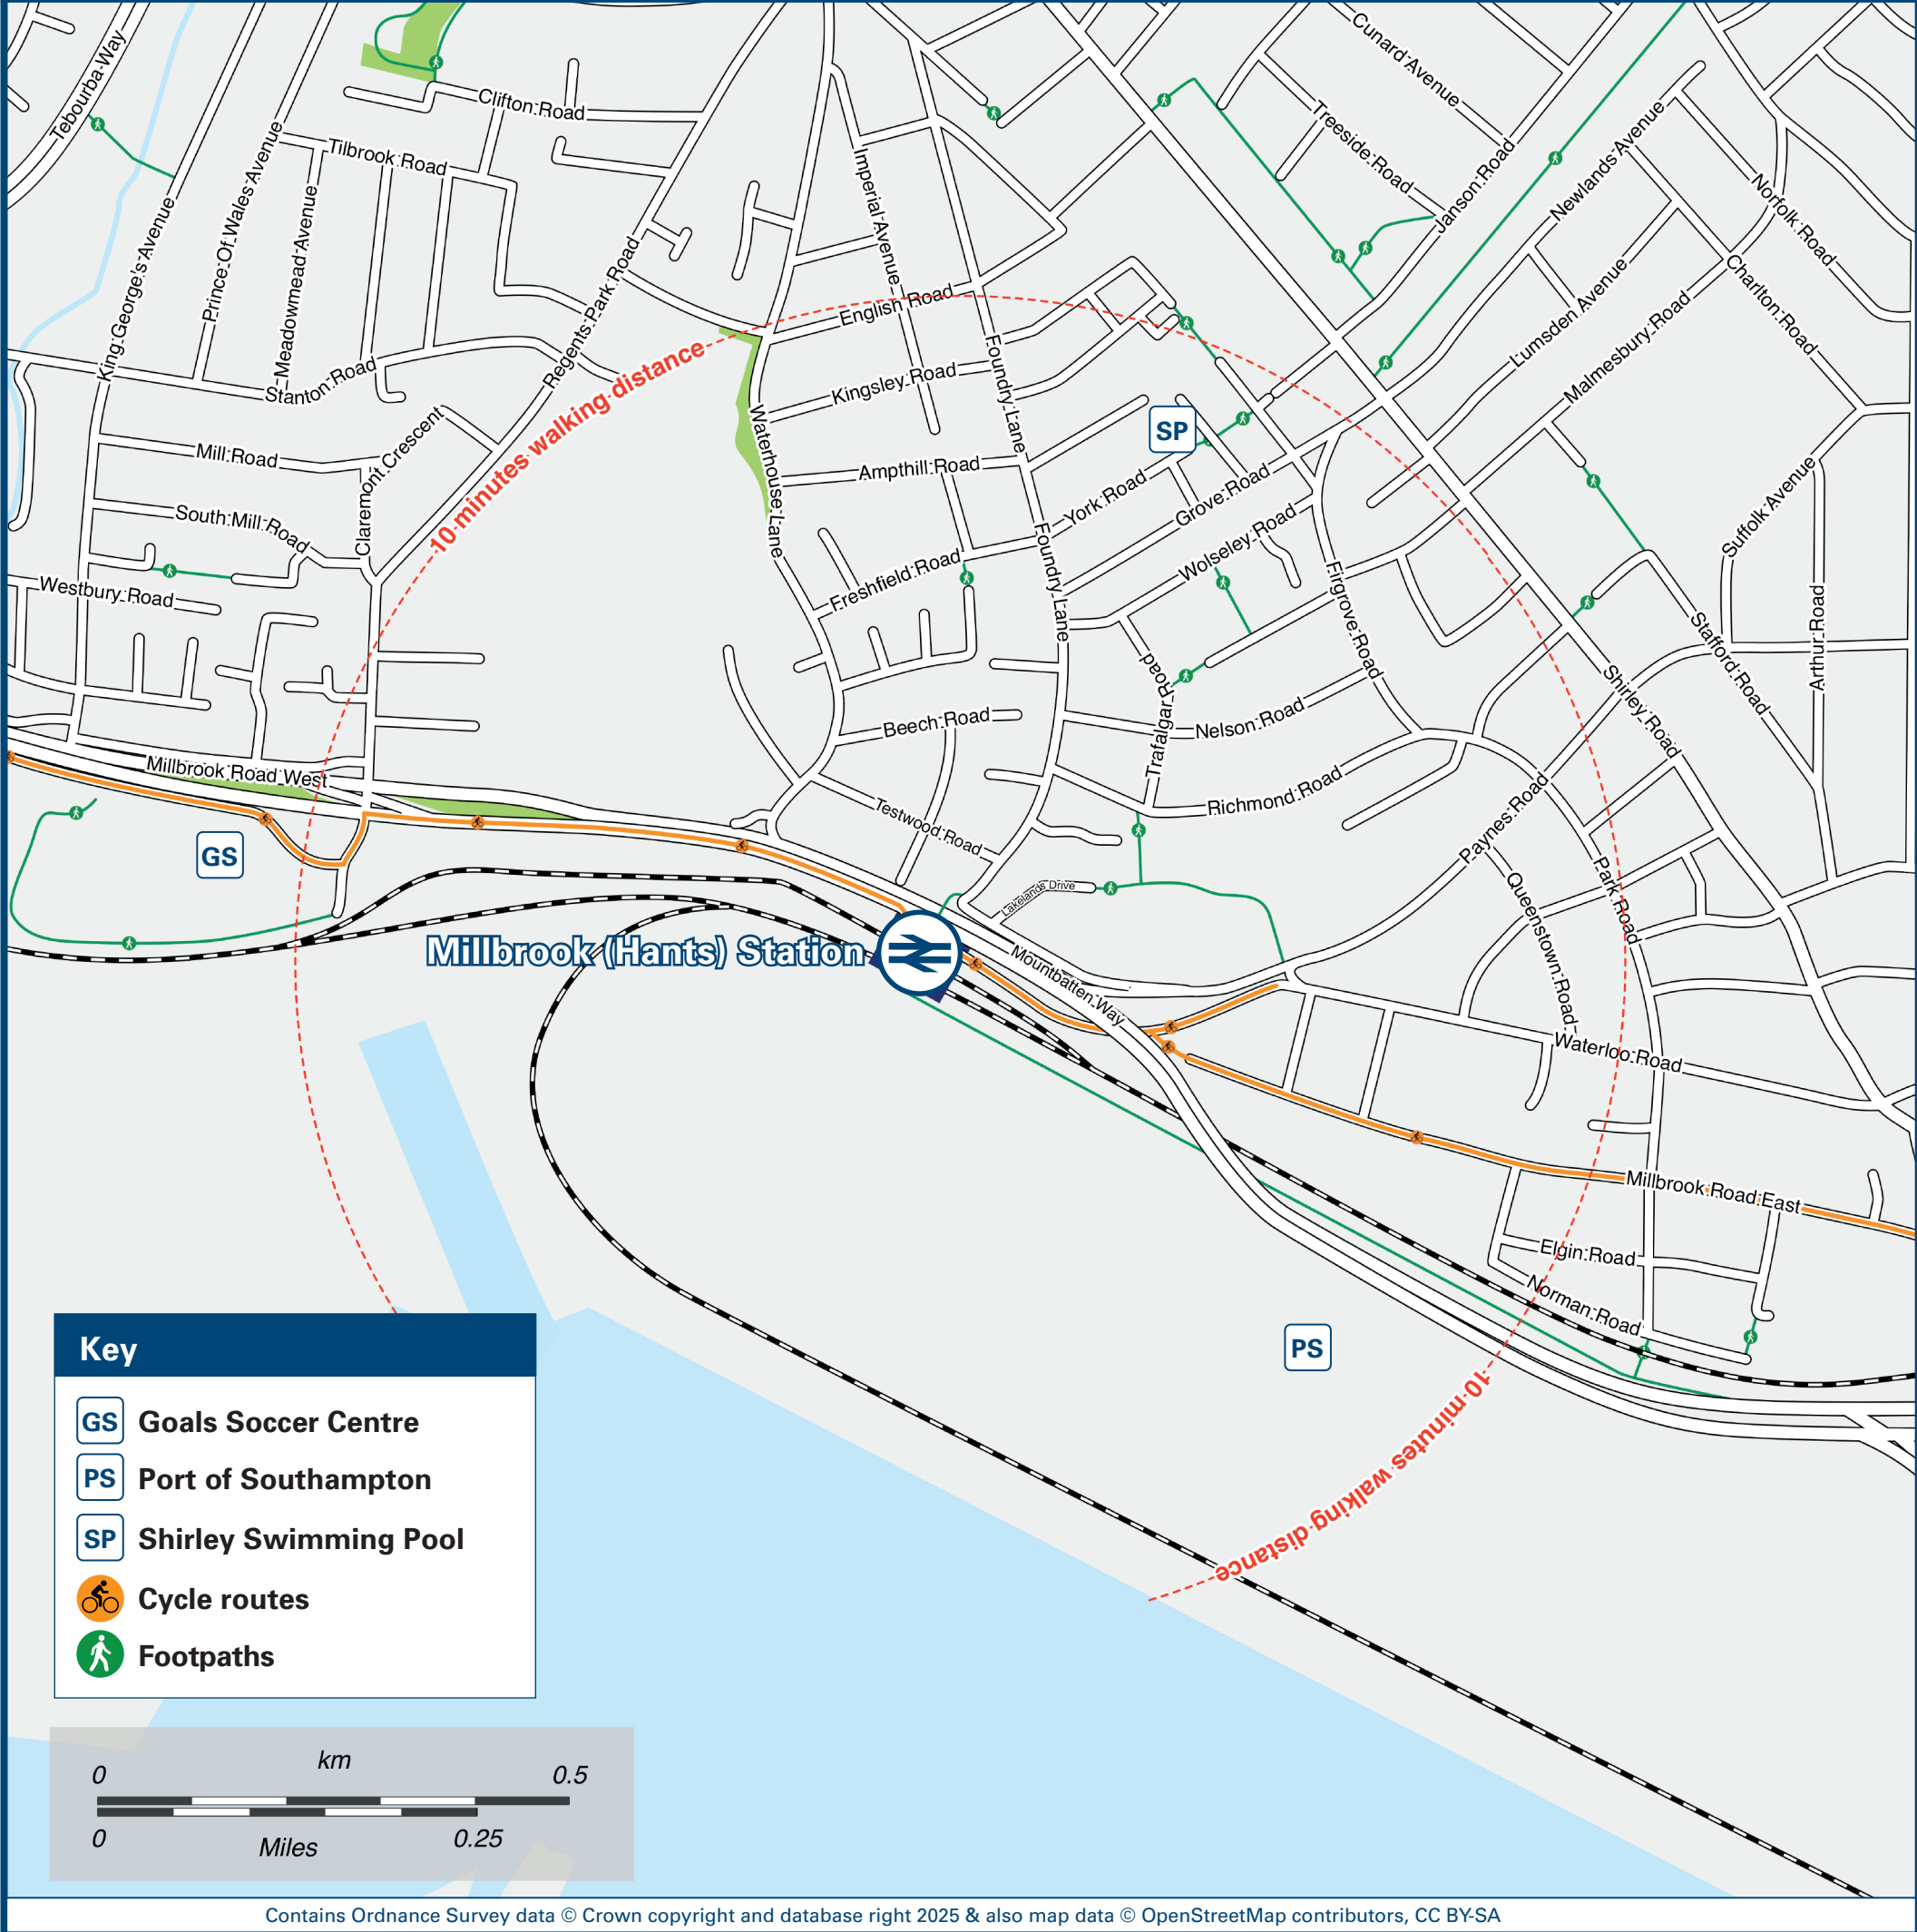 Tebourba Way
Clifton Road
Tilbrook Road
Prince Of Wales Avenue
King George's Avenue
S Meadowmead Avenue
Stanton Road
Regents Park Road
Imperial Avenue
English Road
Kingsley Road
Foundry Lane
Waterhouse Lane
Ampthill Road
Freshfield Road
Foundry Lane
Cunard Avenue
Treeside Road
Janson Road
Newlands Avenue
Norfolk Road
Charlton Road
Lumsden Avenue
Malmesbury Road
Suffolk Avenue
Arthur Road
Stafford Road
Shirley Road
SP
York Road
Grove Road
Wolseley Road
Firgrove Road
Trafalgar Road
Nelson Road
Richmond Road
Paynes Road
Park Road
Queenstown Road
Mill Road
Claremont Crescent
South Mill Road
Westbury Road
Millbrook Road West
GS
Beech Road
Testwood Road
Lakelands Drive
Mountbatten Way
Millbrook (Hants) Station
Waterloo Road
Millbrook Road East
Elgin Road
Norman Road
PS
10 minutes walking distance
10 minutes walking distance
Key
GS Goals Soccer Centre
PS Port of Southampton
SP Shirley Swimming Pool
Cycle routes
Footpaths
km
0 0.5
0 Miles 0.25
Contains Ordnance Survey data © Crown copyright and database right 2025 & also map data © OpenStreetMap contributors, CC BY-SA